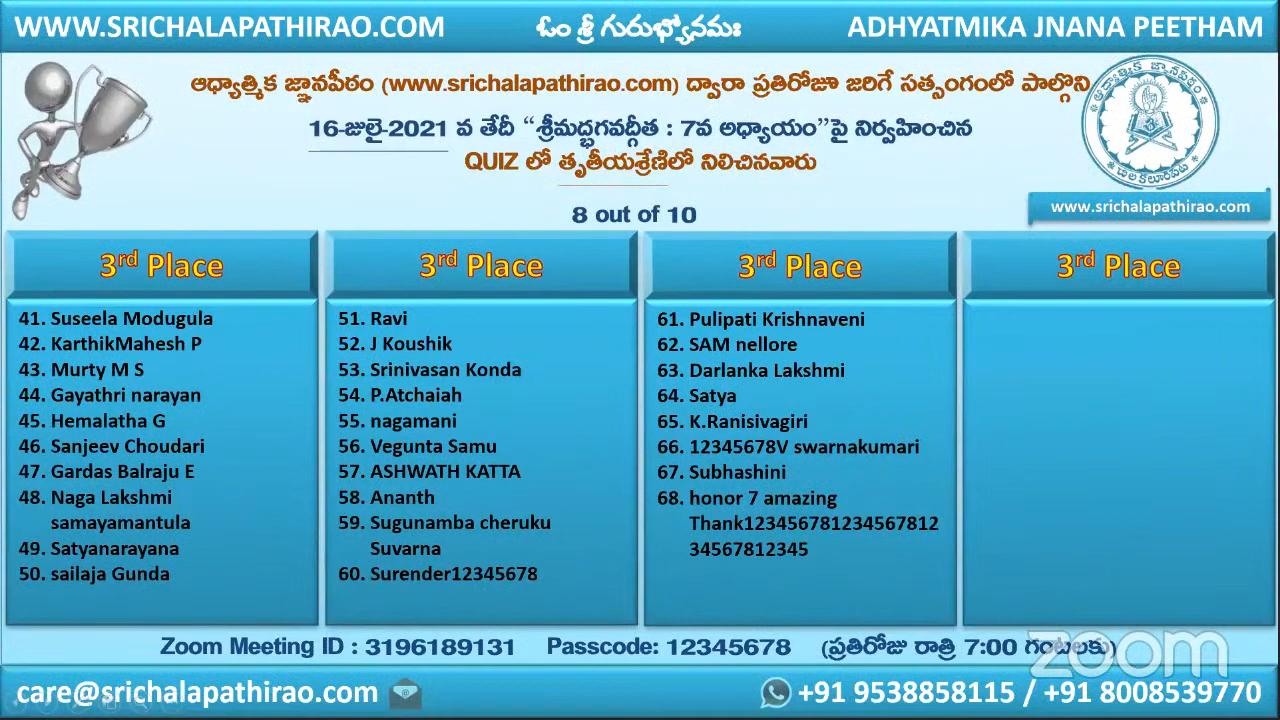 WWW.SRICHALAPATHIRAO.COM
ఓం శ్రీ గురుభ్యోనమః
ADHYATMIKA JNANA PEETHAM
ఆధ్యాత్మిక జ్ఞానపీఠం (www.srichalapathirao.com) ద్వారా ప్రతిరోజూ జరిగే సత్సంగంలో పాల్గొని
16-జులై-2021 వ తేదీ “శ్రీమద్భగవద్గీత : 7వ అధ్యాయం”పై నిర్వహించిన
QUIZ లో తృతీయశ్రేణిలో నిలిచినవారు
8 out of 10
ఆధ్యాత్మిక జ్ఞానపీఠం
www.srichalapathirao.com
3rd Place
41. Suseela Modugula
42. KarthikMahesh P
43. Murty M S
44. Gayathri narayan
45. Hemalatha G
46. Sanjeev Choudari
47. Gardas Balraju E
48. Naga Lakshmi
samayamantula
49. Satyanarayana
50. sailaja Gunda
3rd Place
51. Ravi
52. J Koushik
53. Srinivasan Konda
54. P.Atchaiah
55. nagamani
56. Vegunta Samu
57. ASHWATH KATTA
58. Ananth
59. Sugunamba cheruku
Suvarna
60. Surender12345678
3rd Place
61. Pulipati Krishnaveni
62. SAM nellore
63. Darlanka Lakshmi
64. Satya
65. K.Ranisivagiri
66. 12345678V swarnakumari
67. Subhashini
68. honor 7 amazing
Thank123456781234567812
34567812345
3rd Place
Zoom Meeting ID : 3196189131 Passcode: 12345678 (ప్రతిరోజు రాత్రి 7:00 గంటలకు)
zoom
care@srichalapathirao.com
+91 9538858115 / +91 8008539770